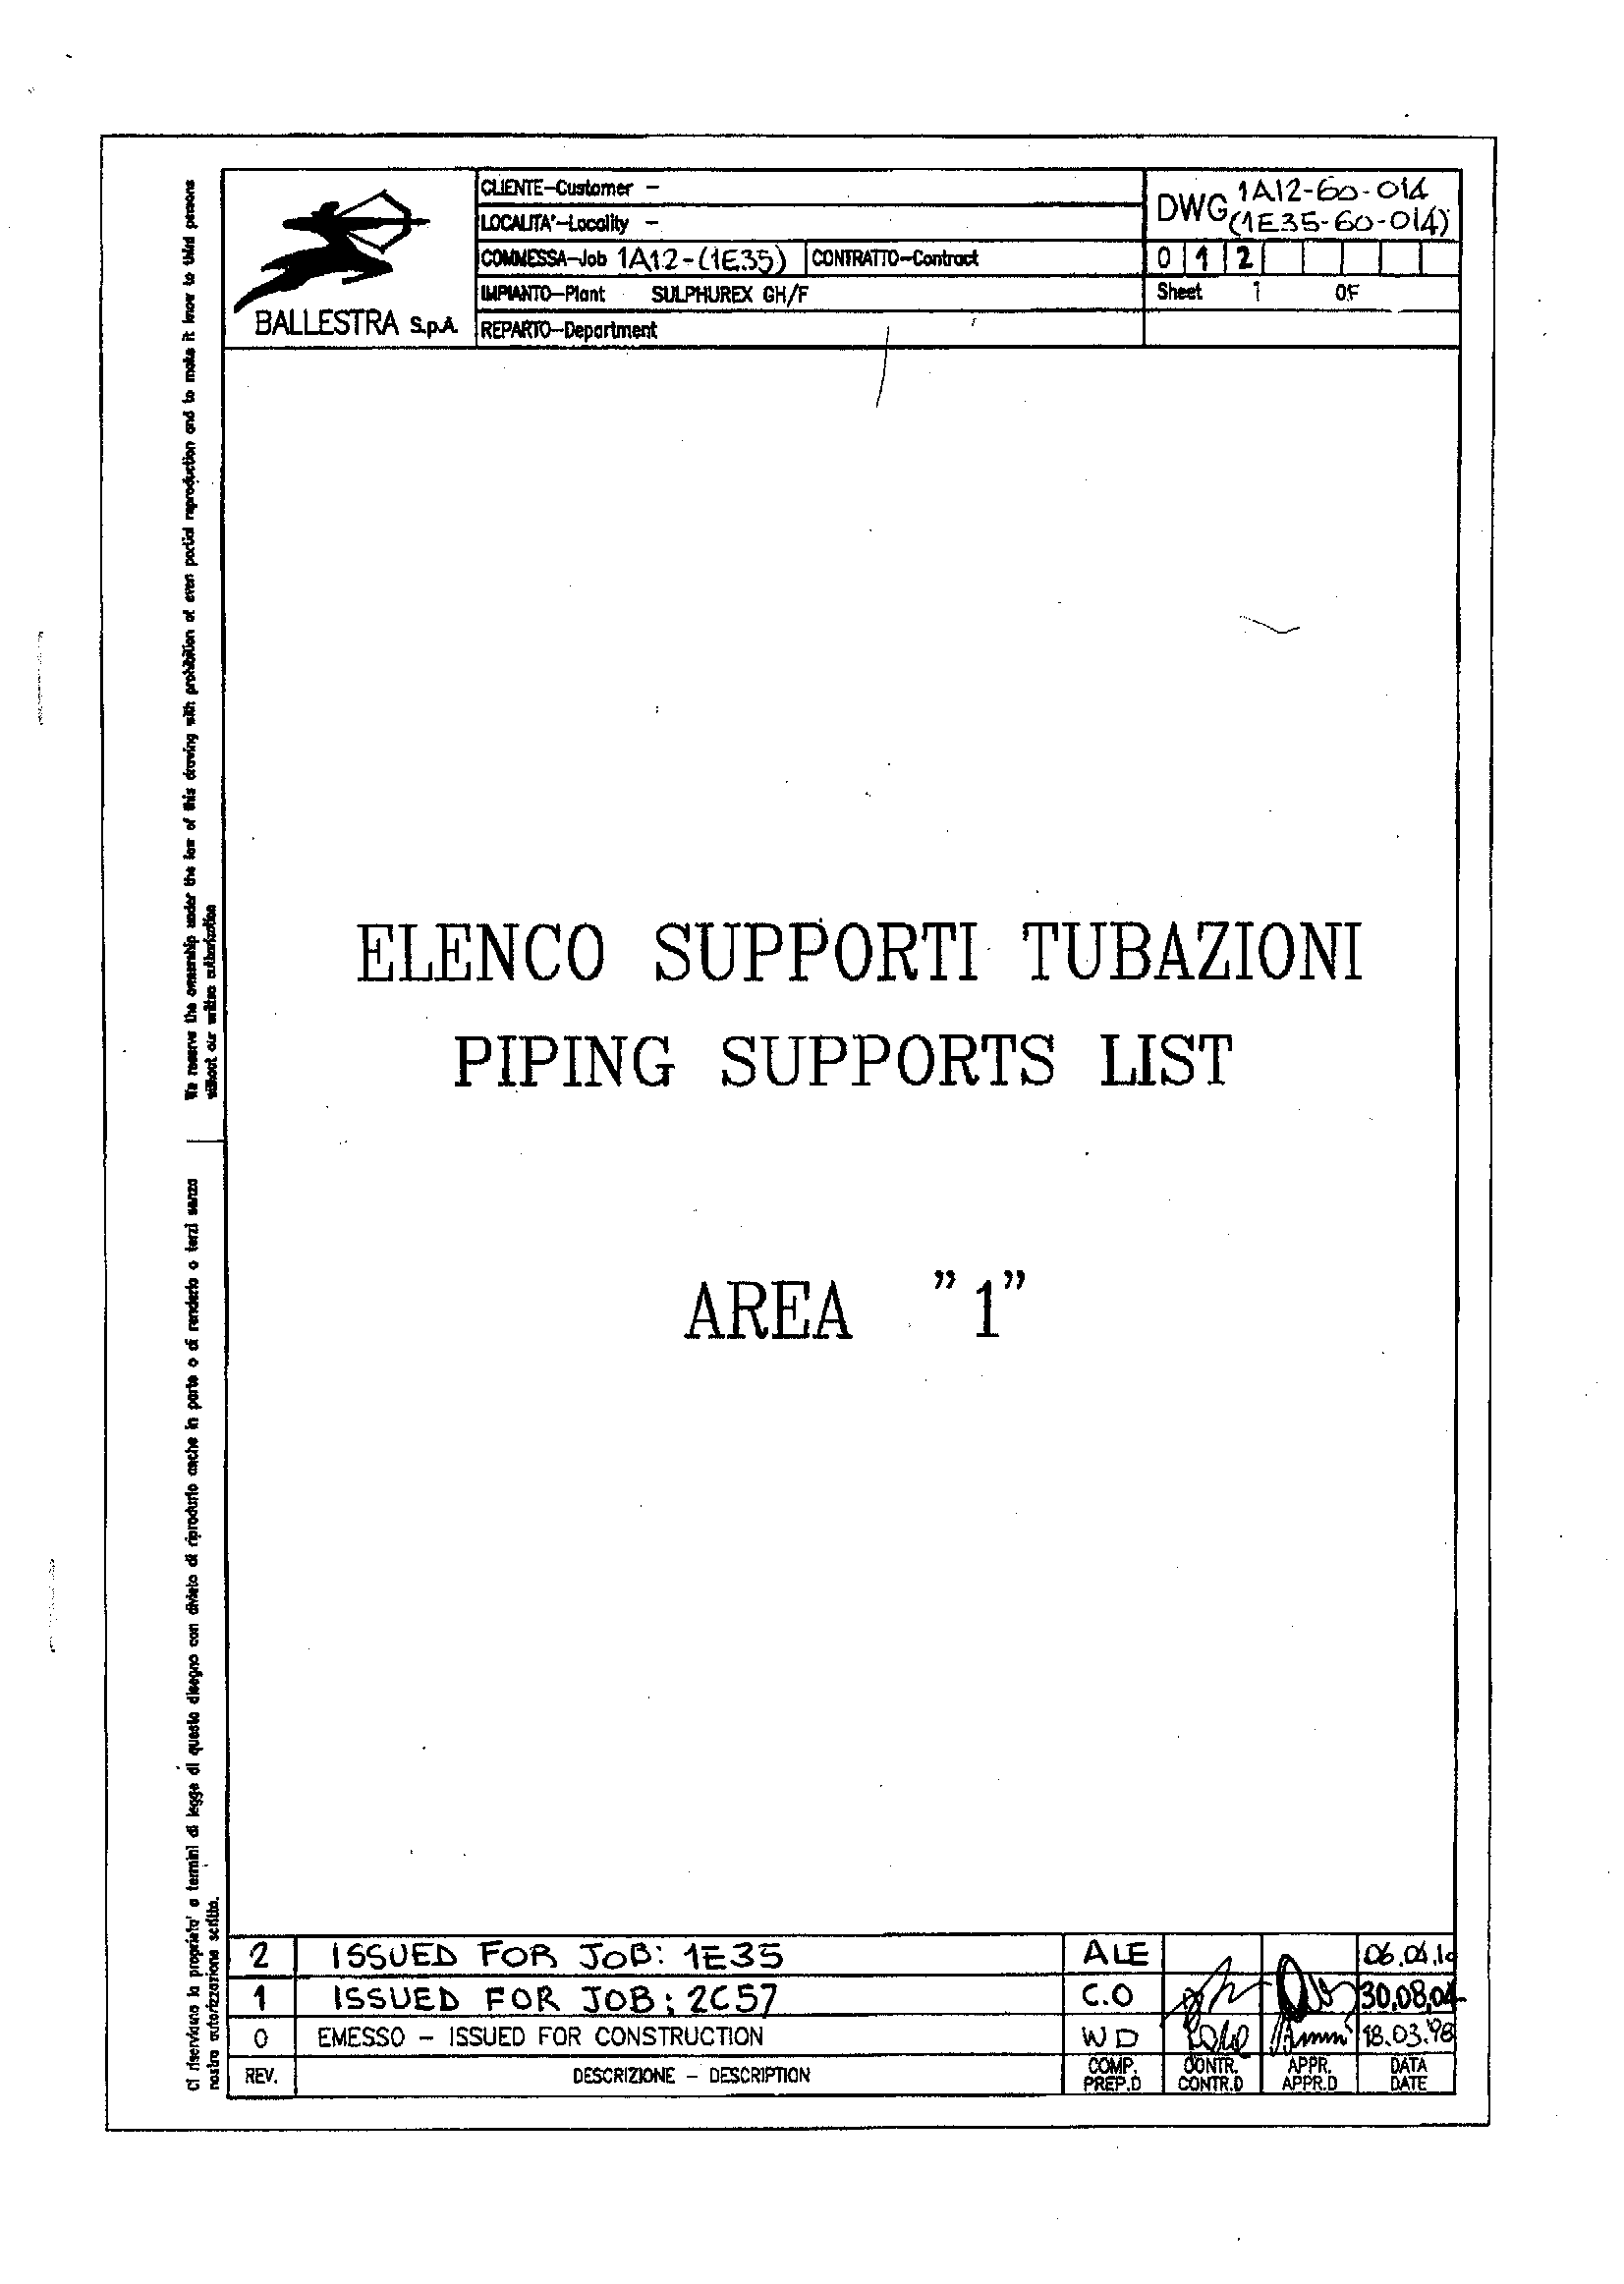 CLIENTE-Customer -
LOCALITA'-Locality -
COMMESSA-Job 1A12-(1E35) CONTRATTO-Contract
IMPIANTO-Plant SULPHUREX GH/F
REPARTO-Department
BALLESTRA S.p.A.
DWG 1A12-60-014
(1E35-60-014)
0 1 2
Sheet 1 OF
We reserve the ownership under the law of this drawing with prohibition of even partial reproduction and to make it know to third persons
without our written authorization
Ci riserviamo la proprieta' a termini di legge di questo disegno con divieto di riprodurlo anche in parte o di renderlo a terzi senza
nostra autorizzazione scritta.
ELENCO SUPPORTI TUBAZIONI
PIPING SUPPORTS LIST
AREA "1"
2 ISSUED FOR JOB: 1E35 ALE 06.04.10
1 ISSUED FOR JOB: 2C57 C.O 30.08.04
0 EMESSO - ISSUED FOR CONSTRUCTION WD 18.03.98
REV. DESCRIZIONE - DESCRIPTION COMP. PREP.D CONTR. CONTR.D APPR. APPR.D DATA DATE